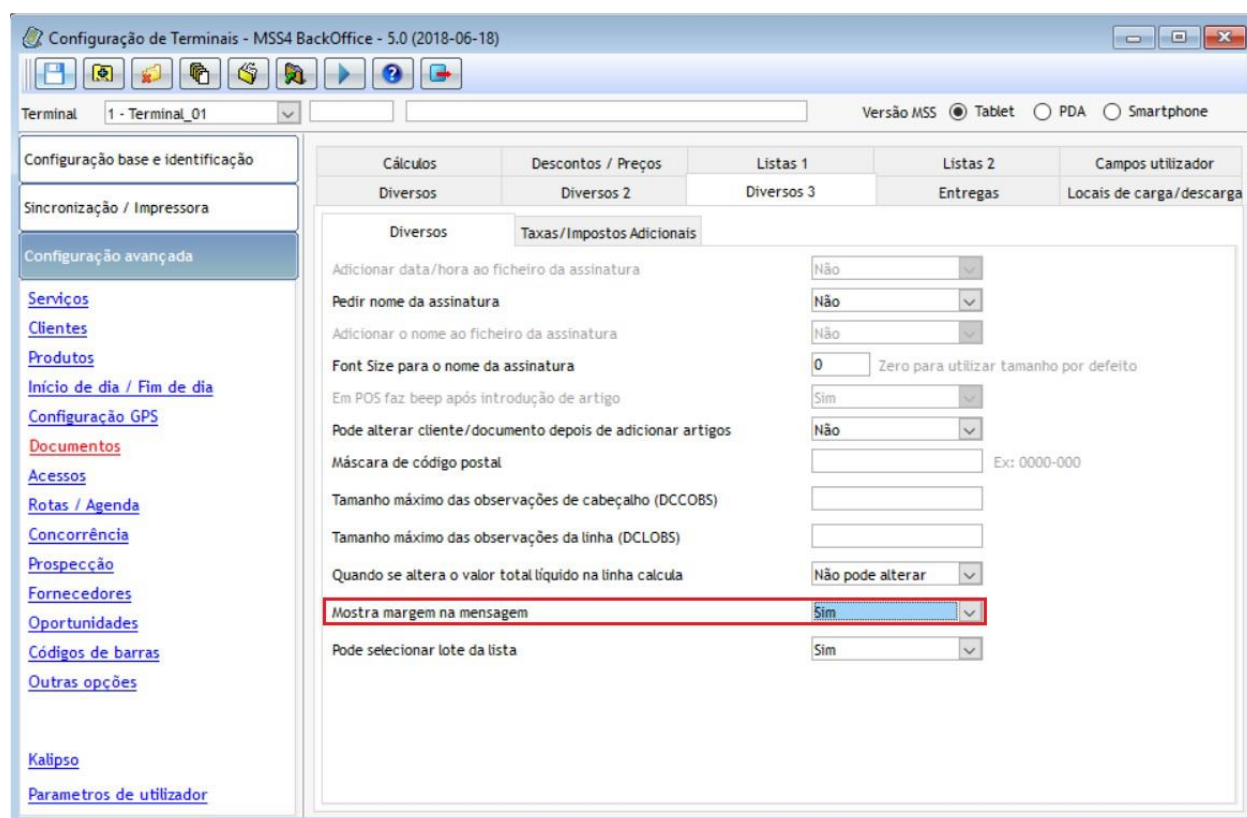 Configuração de Terminais - MSS4 BackOffice - 5.0 (2018-06-18)
Terminal 1 - Terminal_01 Versão MSS Tablet PDA Smartphone
Configuração base e identificação
Sincronização / Impressora
Configuração avançada
Serviços
Clientes
Produtos
Início de dia / Fim de dia
Configuração GPS
Documentos
Acessos
Rotas / Agenda
Concorrência
Prospecção
Fornecedores
Oportunidades
Códigos de barras
Outras opções
Kalipso
Parametros de utilizador
Cálculos Descontos / Preços Listas 1 Listas 2 Campos utilizador
Diversos Diversos 2 Diversos 3 Entregas Locais de carga/descarga
Diversos Taxas/Impostos Adicionais
Adicionar data/hora ao ficheiro da assinatura Não
Pedir nome da assinatura Não
Adicionar o nome ao ficheiro da assinatura Não
Font Size para o nome da assinatura 0 Zero para utilizar tamanho por defeito
Em POS faz beep após introdução de artigo Sim
Pode alterar cliente/documento depois de adicionar artigos Não
Máscara de código postal Ex: 0000-000
Tamanho máximo das observações de cabeçalho (DCCOBS)
Tamanho máximo das observações da linha (DCLOBS)
Quando se altera o valor total líquido na linha calcula Não pode alterar
Mostra margem na mensagem Sim
Pode selecionar lote da lista Sim